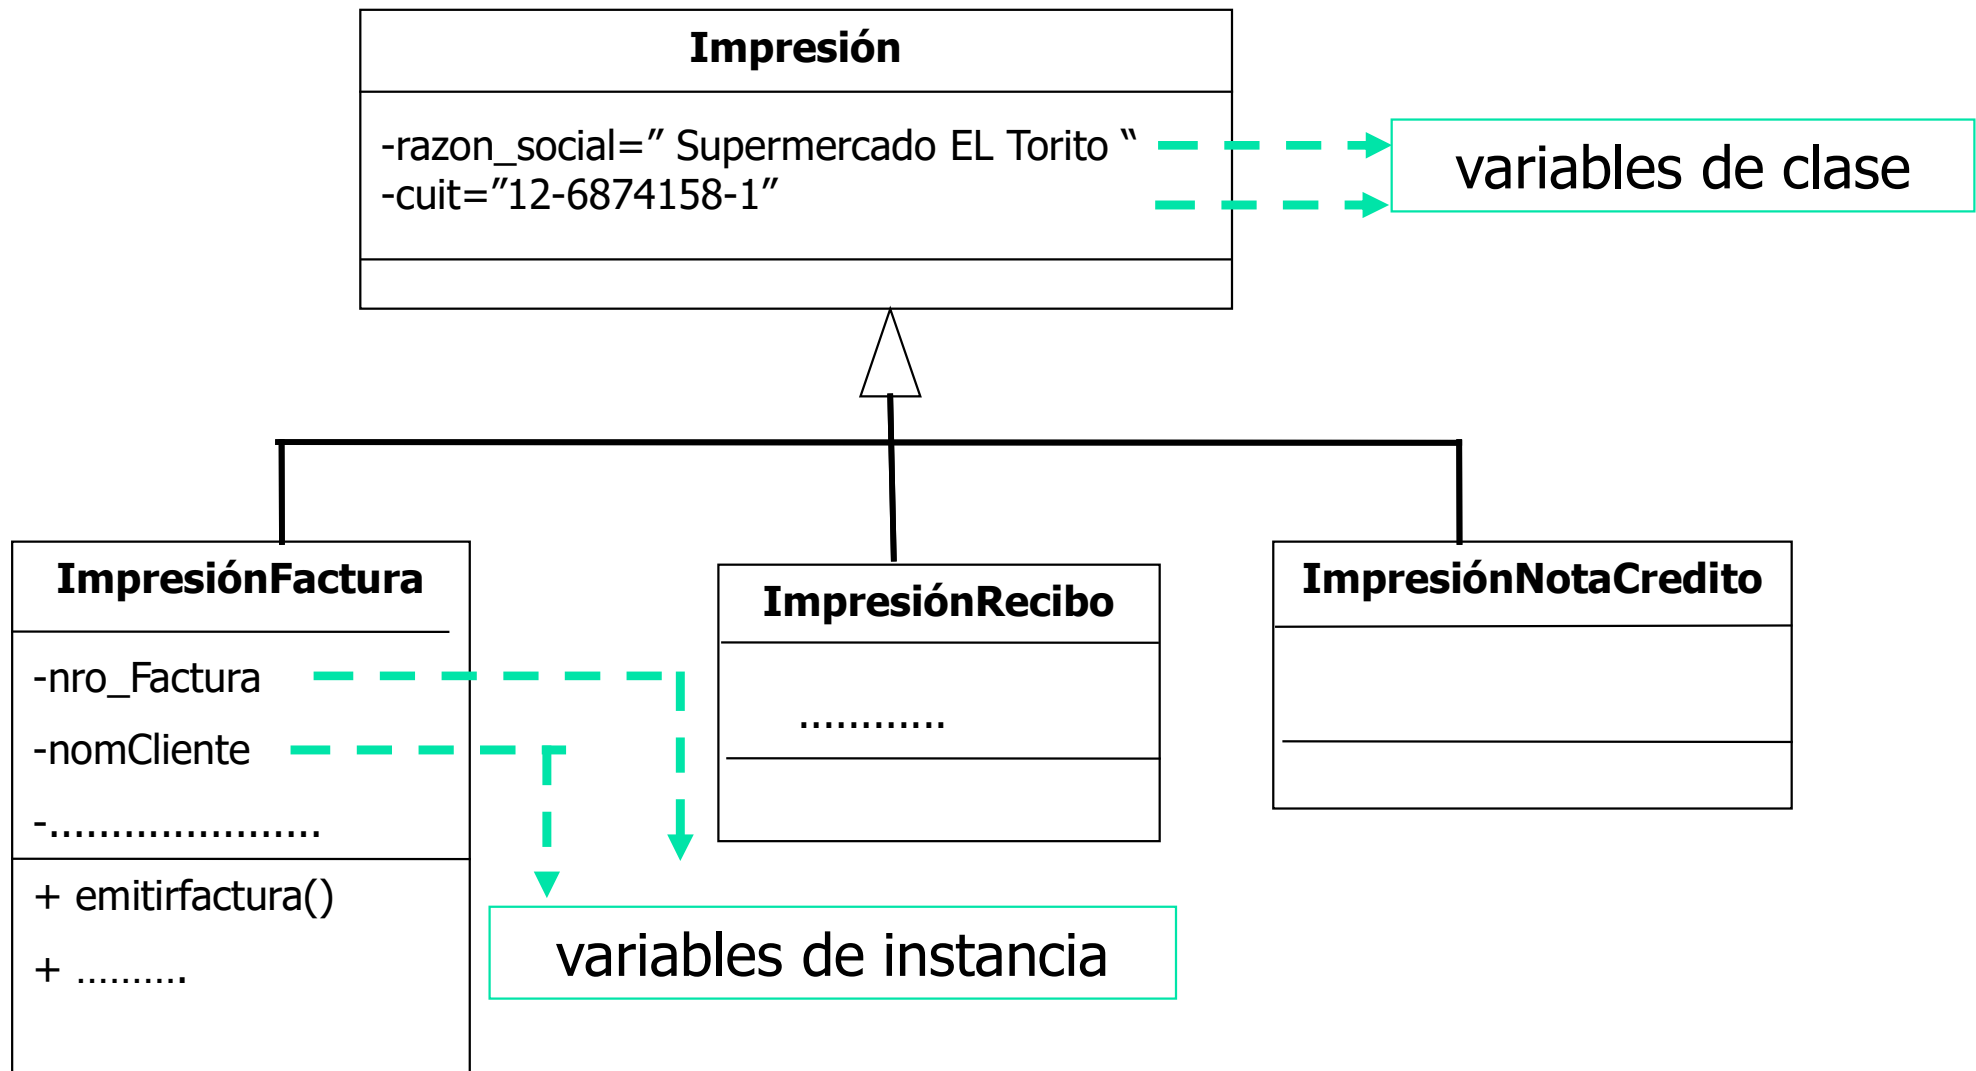 Impresión
-razon_social=” Supermercado EL Torito “
-cuit=”12-6874158-1”
variables de clase
ImpresiónFactura
-nro_Factura
-nomCliente
-......................
+ emitirfactura()
+ ……….
ImpresiónRecibo
............
ImpresiónNotaCredito
variables de instancia